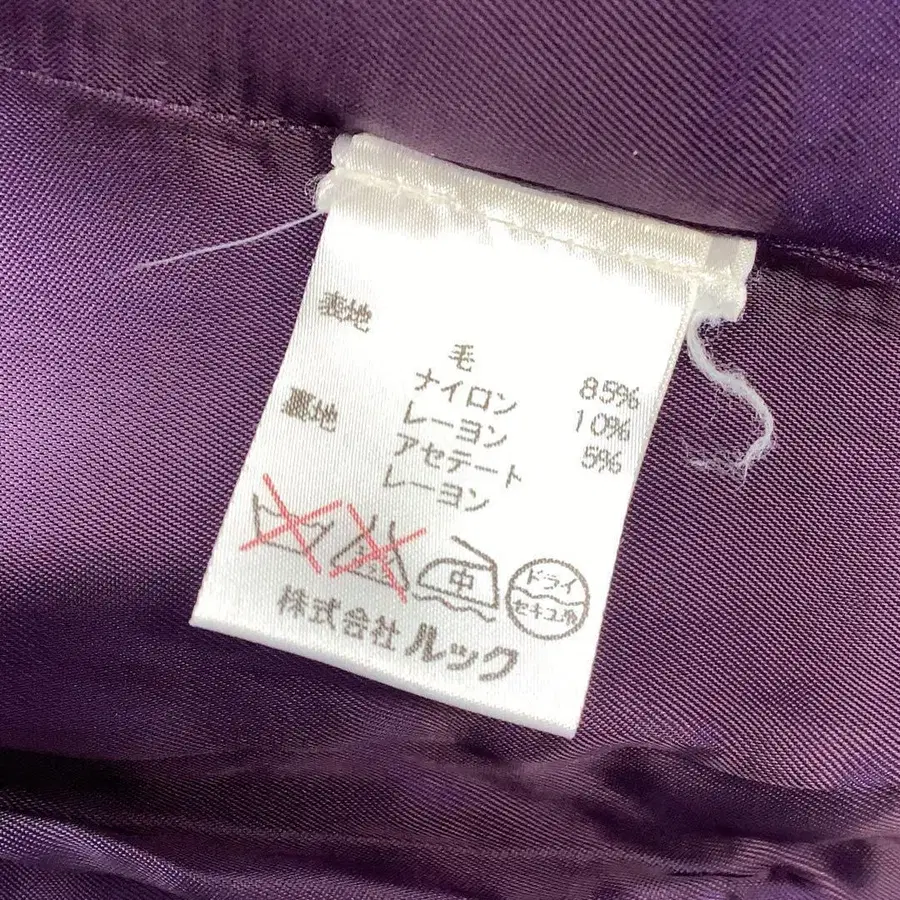 表地
毛 85%
ナイロン 10%
レーヨン 5%
裏地
アセテート
レーヨン
中
ドライ
セキユ系
株式会社 ルック